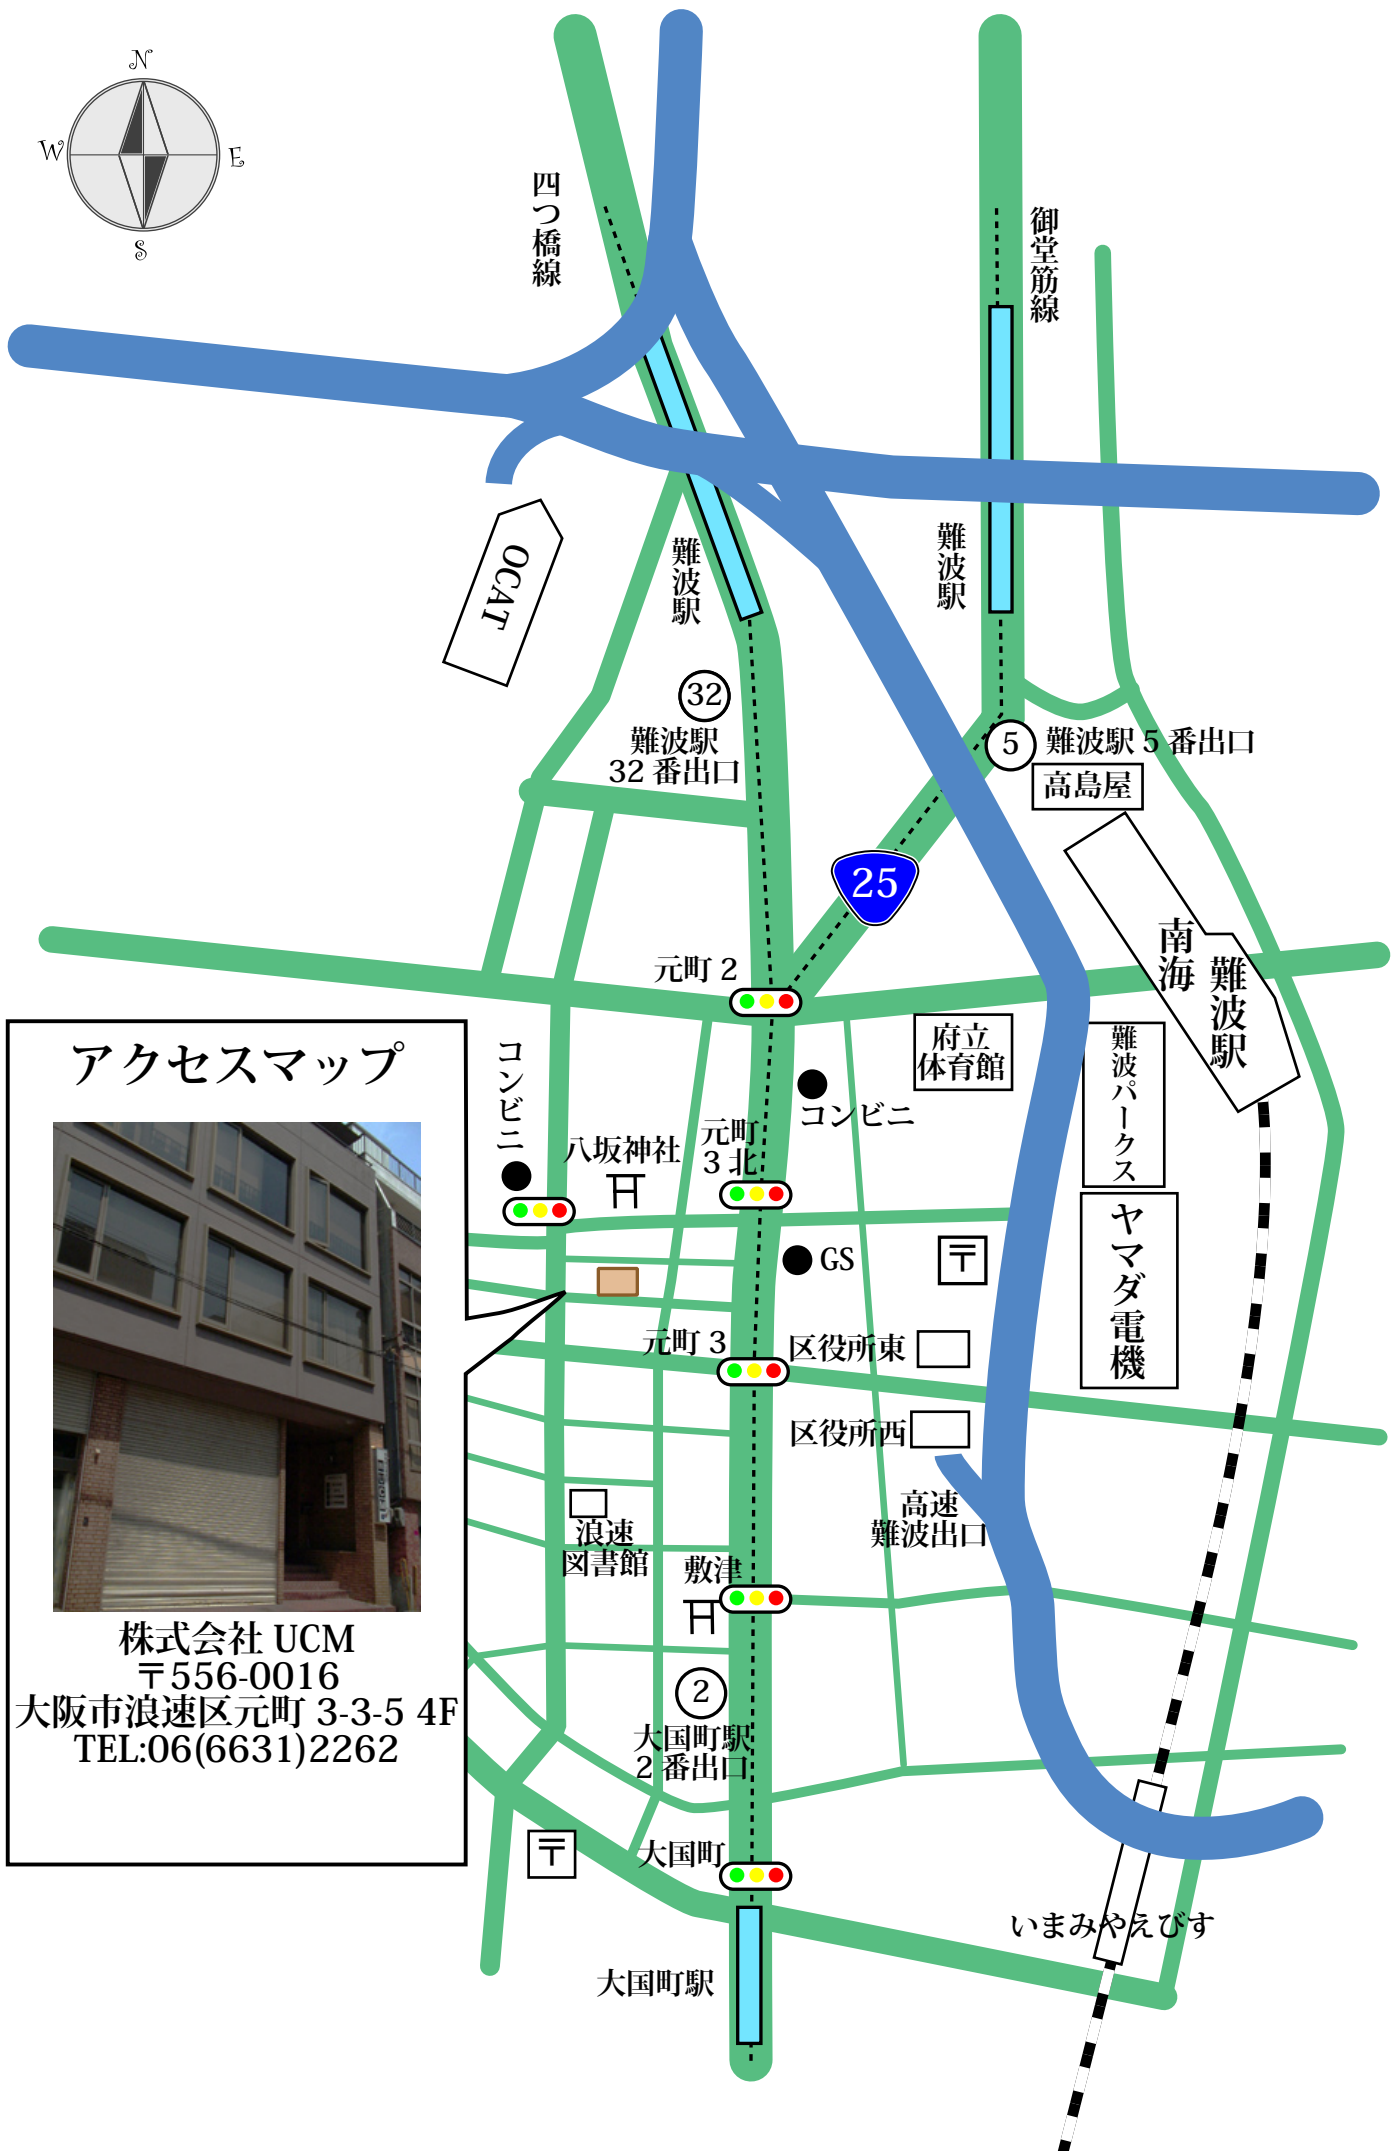 N
W
E
S
四つ橋線
御堂筋線
OCAT
難波駅
難波駅
32
難波駅
32 番出口
5
難波駅 5 番出口
高島屋
25
南海
難波駅
元町 2
府立
体育館
難波パークス
コンビニ
コンビニ
八坂神社
元町
3 北
GS
〒
ヤマダ電機
元町 3
区役所東
区役所西
高速
難波出口
浪速
図書館
敷津
2
大国町駅
2 番出口
大国町
〒
いまみやえびす
大国町駅
アクセスマップ
株式会社 UCM
〒556-0016
大阪市浪速区元町 3-3-5 4F
TEL:06(6631)2262